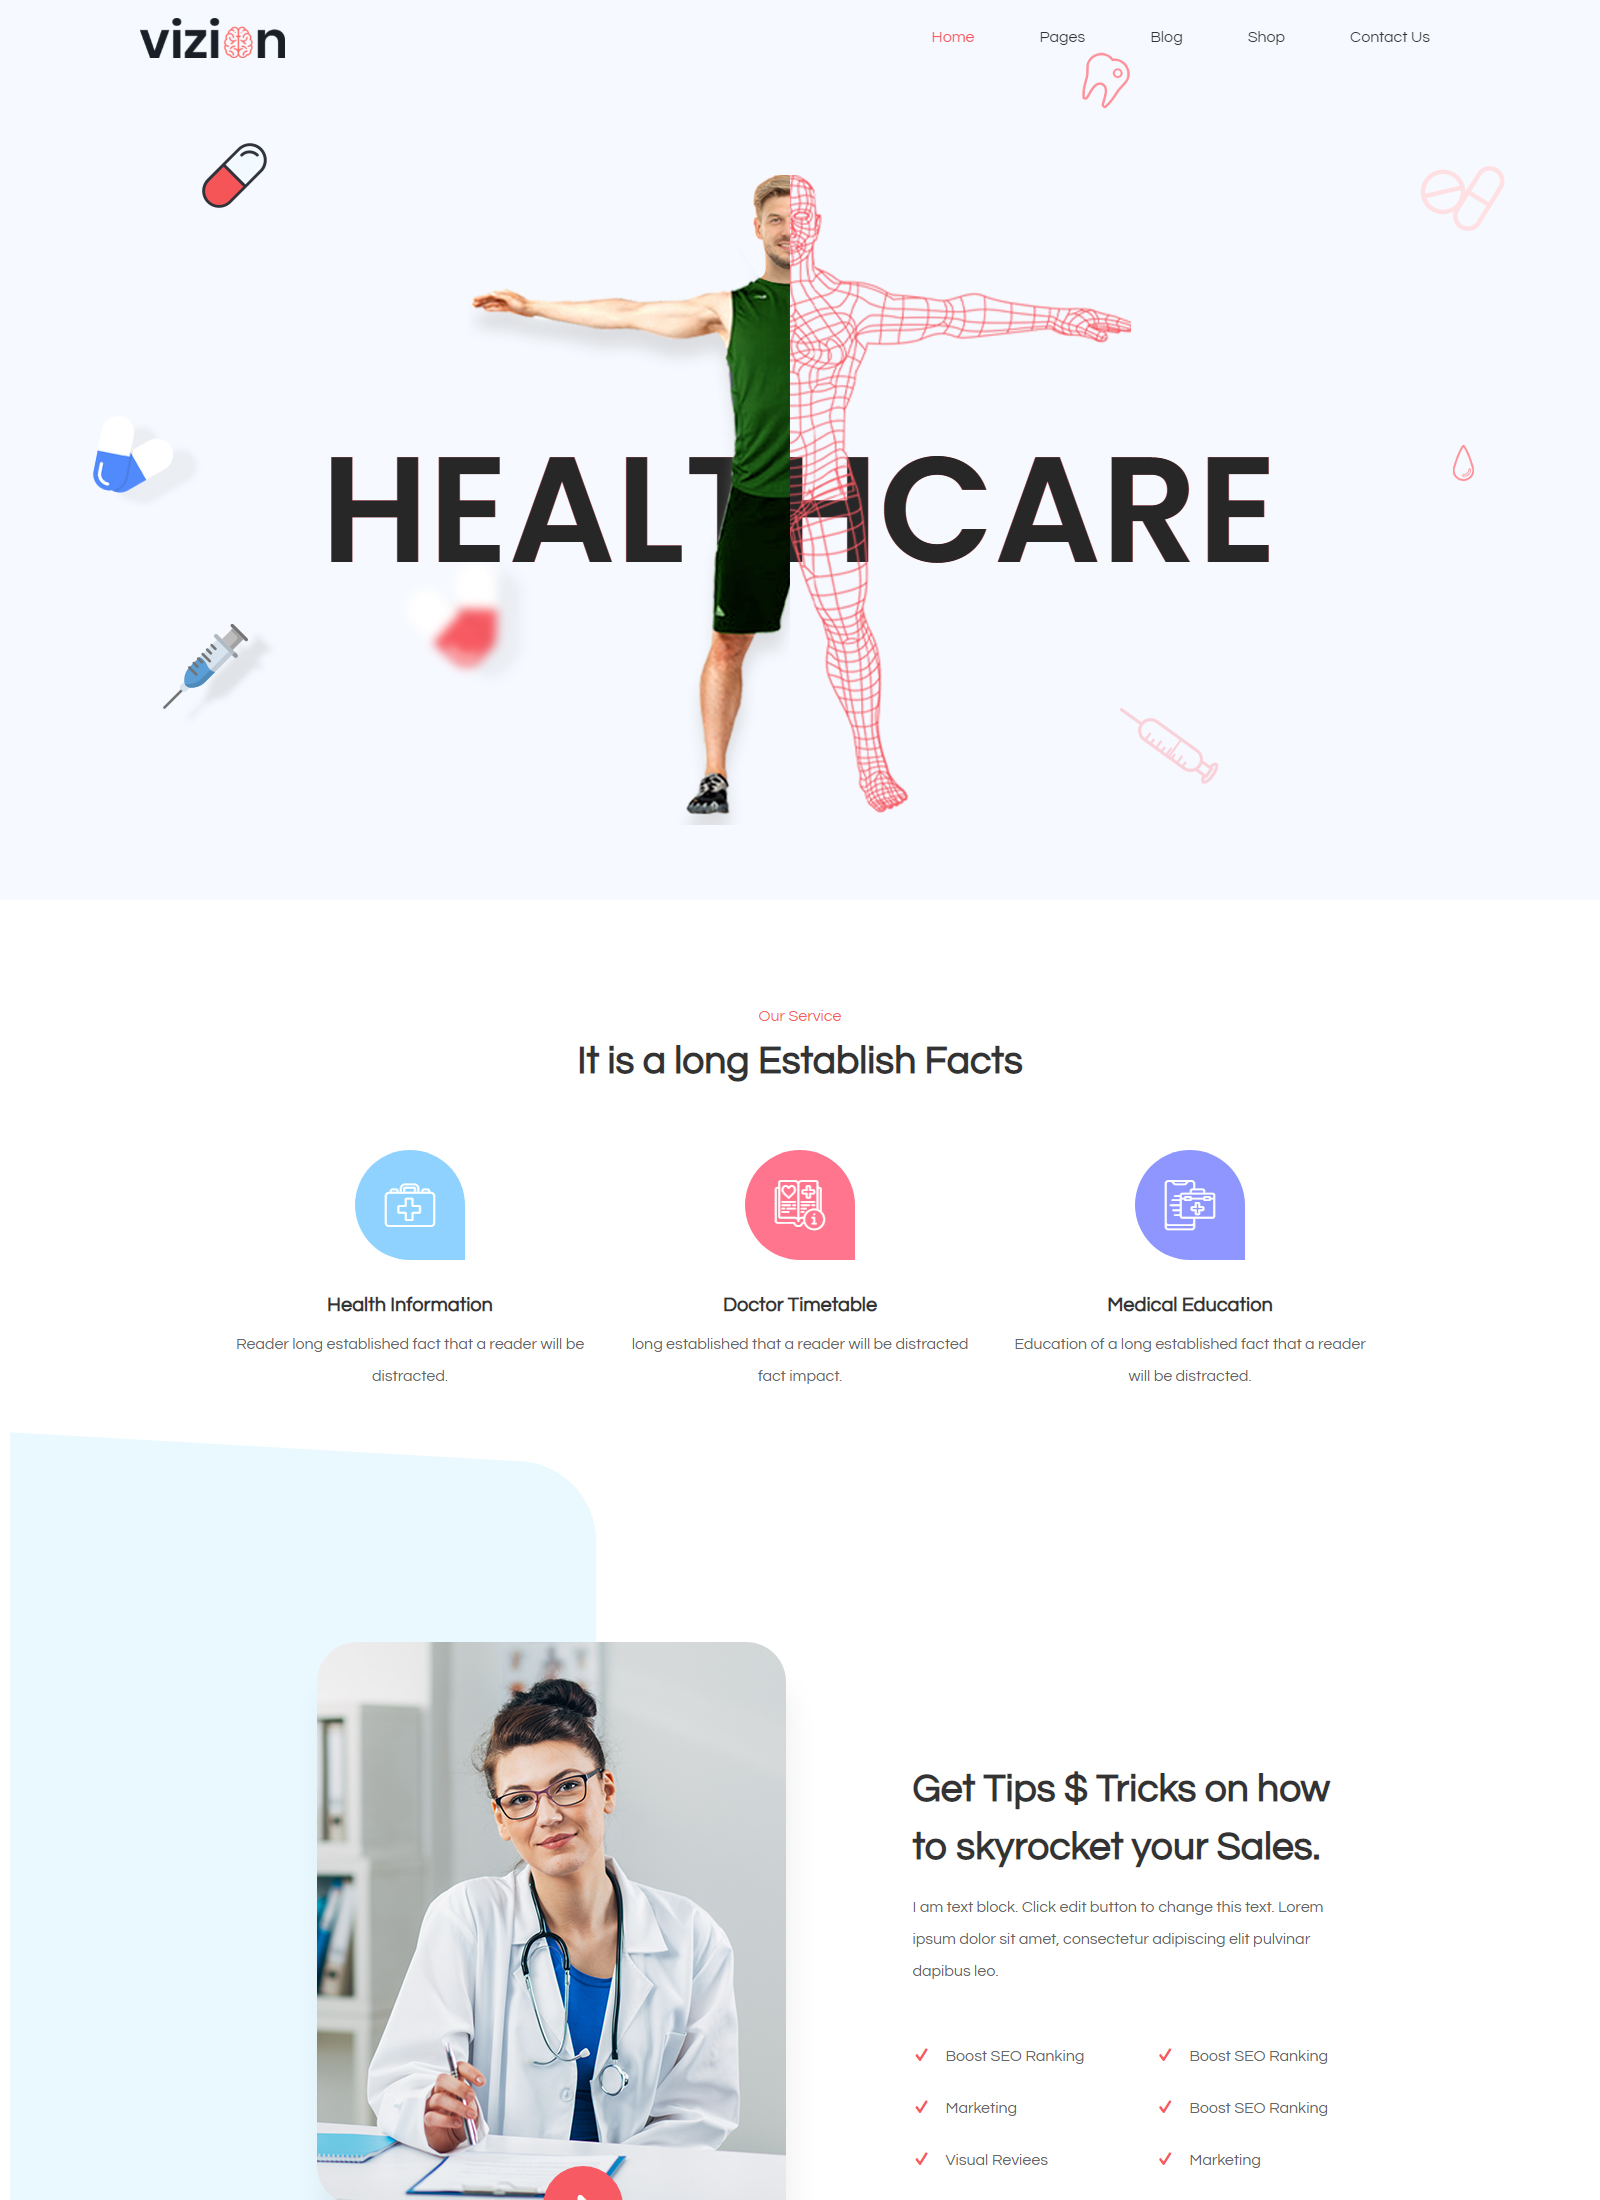 vizion
Home Pages Blog Shop Contact Us
HEALTHCARE
Our Service
It is a long Establish Facts
Health Information
Reader long established fact that a reader will be
distracted.
Doctor Timetable
long established that a reader will be distracted
fact impact.
Medical Education
Education of a long established fact that a reader
will be distracted.
Get Tips $ Tricks on how
to skyrocket your Sales.
I am text block. Click edit button to change this text. Lorem
ipsum dolor sit amet, consectetur adipiscing elit pulvinar
dapibus leo.
Boost SEO Ranking
Marketing
Visual Reviees
Boost SEO Ranking
Boost SEO Ranking
Marketing